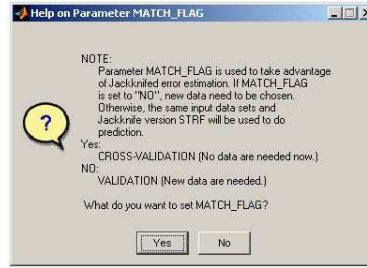 Help on Parameter MATCH_FLAG
NOTE:
Parameter MATCH_FLAG is used to take advantage
of Jackknifed error estimation. If MATCH_FLAG
is set to "NO", new data need to be chosen.
Otherwise, the same input data sets and
Jackknife version STRF will be used to do
prediction.
?
Yes:
CROSS-VALIDATION (No data are needed now.)
NO:
VALIDATION (New data are needed.)
What do you want to set MATCH_FLAG?
Yes
No